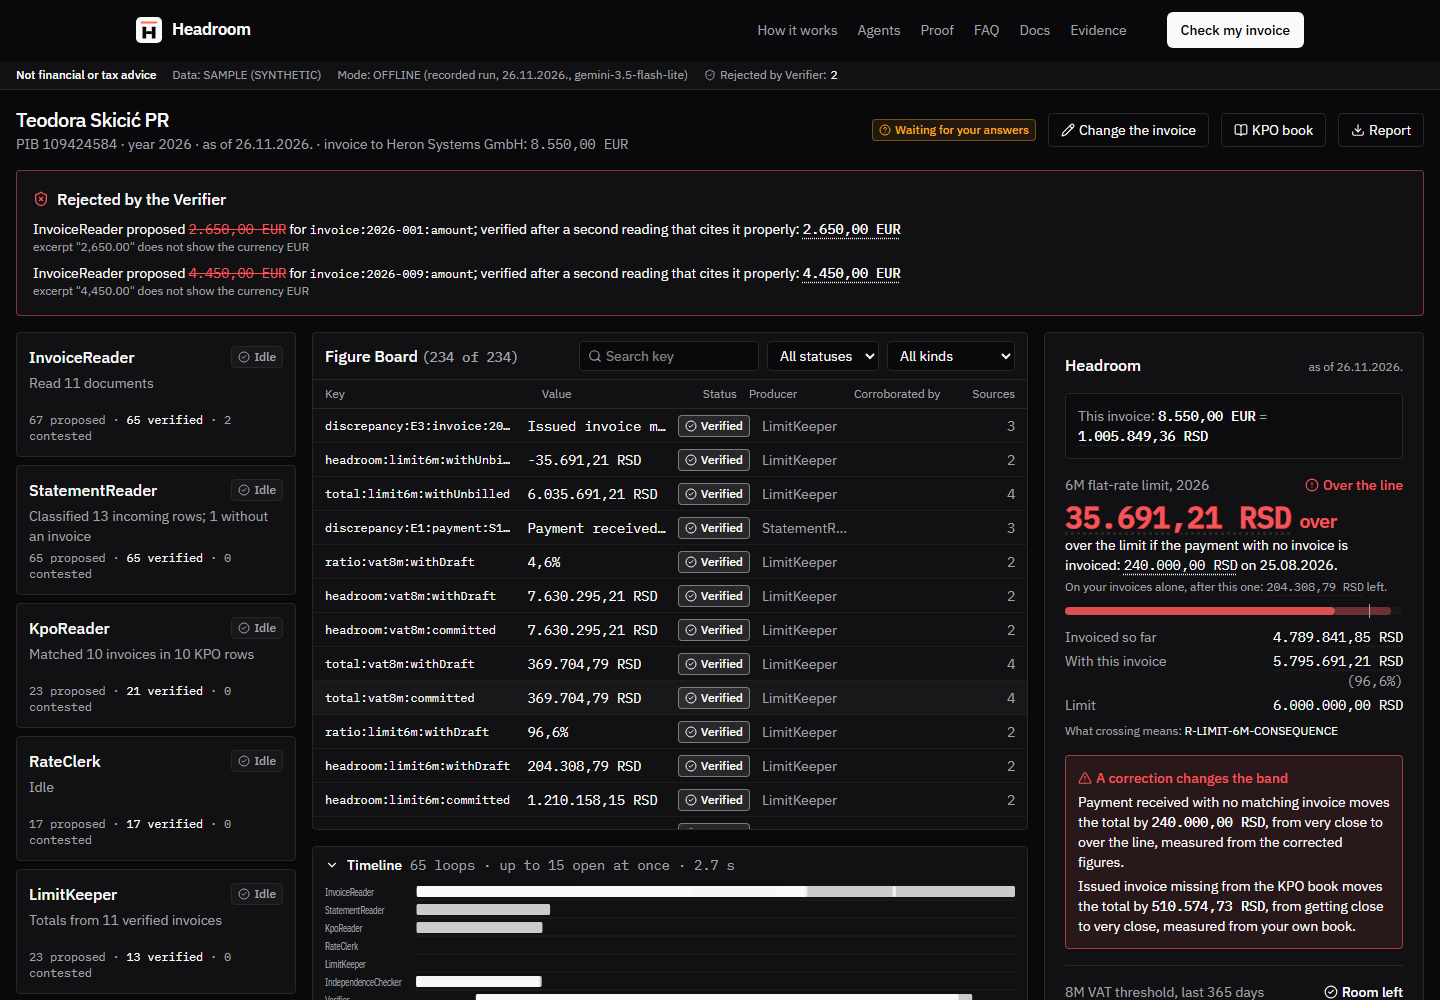 H Headroom
How it works Agents Proof FAQ Docs Evidence Check my invoice
Not financial or tax advice Data: SAMPLE (SYNTHETIC) Mode: OFFLINE (recorded run, 26.11.2026., gemini-3.5-flash-lite) Rejected by Verifier: 2
Teodora Skicić PR
PIB 109424584 · year 2026 · as of 26.11.2026. · invoice to Heron Systems GmbH: 8.550,00 EUR
Waiting for your answers Change the invoice KPO book Report
Rejected by the Verifier
InvoiceReader proposed 2.650,00 EUR for invoice:2026-001:amount; verified after a second reading that cites it properly: 2.650,00 EUR
excerpt "2,650.00" does not show the currency EUR
InvoiceReader proposed 4.450,00 EUR for invoice:2026-009:amount; verified after a second reading that cites it properly: 4.450,00 EUR
excerpt "4,450.00" does not show the currency EUR
InvoiceReader Idle
Read 11 documents
67 proposed · 65 verified · 2
contested
StatementReader Idle
Classified 13 incoming rows; 1 without
an invoice
65 proposed · 65 verified · 0
contested
KpoReader Idle
Matched 10 invoices in 10 KPO rows
23 proposed · 21 verified · 0
contested
RateClerk Idle
Idle
17 proposed · 17 verified · 0
contested
LimitKeeper Idle
Totals from 11 verified invoices
23 proposed · 13 verified · 0
contested
Figure Board (234 of 234) Search key All statuses All kinds
Key Value Status Producer Corroborated by Sources
discrepancy:E3:invoice:20… Issued invoice m… Verified LimitKeeper 3
headroom:limit6m:withUnbi… -35.691,21 RSD Verified LimitKeeper 2
total:limit6m:withUnbilled 6.035.691,21 RSD Verified LimitKeeper 4
discrepancy:E1:payment:S1… Payment received… Verified StatementR… 3
ratio:vat8m:withDraft 4,6% Verified LimitKeeper 2
headroom:vat8m:withDraft 7.630.295,21 RSD Verified LimitKeeper 2
headroom:vat8m:committed 7.630.295,21 RSD Verified LimitKeeper 2
total:vat8m:withDraft 369.704,79 RSD Verified LimitKeeper 4
total:vat8m:committed 369.704,79 RSD Verified LimitKeeper 4
ratio:limit6m:withDraft 96,6% Verified LimitKeeper 2
headroom:limit6m:withDraft 204.308,79 RSD Verified LimitKeeper 2
headroom:limit6m:committed 1.210.158,15 RSD Verified LimitKeeper 2
Timeline 65 loops · up to 15 open at once · 2.7 s
InvoiceReader
StatementReader
KpoReader
RateClerk
LimitKeeper
IndependenceChecker
Verifier
Headroom as of 26.11.2026.
This invoice: 8.550,00 EUR =
1.005.849,36 RSD
6M flat-rate limit, 2026 Over the line
35.691,21 RSD over
over the limit if the payment with no invoice is
invoiced: 240.000,00 RSD on 25.08.2026.
On your invoices alone, after this one: 204.308,79 RSD left.
Invoiced so far 4.789.841,85 RSD
With this invoice 5.795.691,21 RSD
(96,6%)
Limit 6.000.000,00 RSD
What crossing means: R-LIMIT-6M-CONSEQUENCE
A correction changes the band
Payment received with no matching invoice moves
the total by 240.000,00 RSD, from very close to
over the line, measured from the corrected
figures.
Issued invoice missing from the KPO book moves
the total by 510.574,73 RSD, from getting close
to very close, measured from your own book.
8M VAT threshold, last 365 days Room left